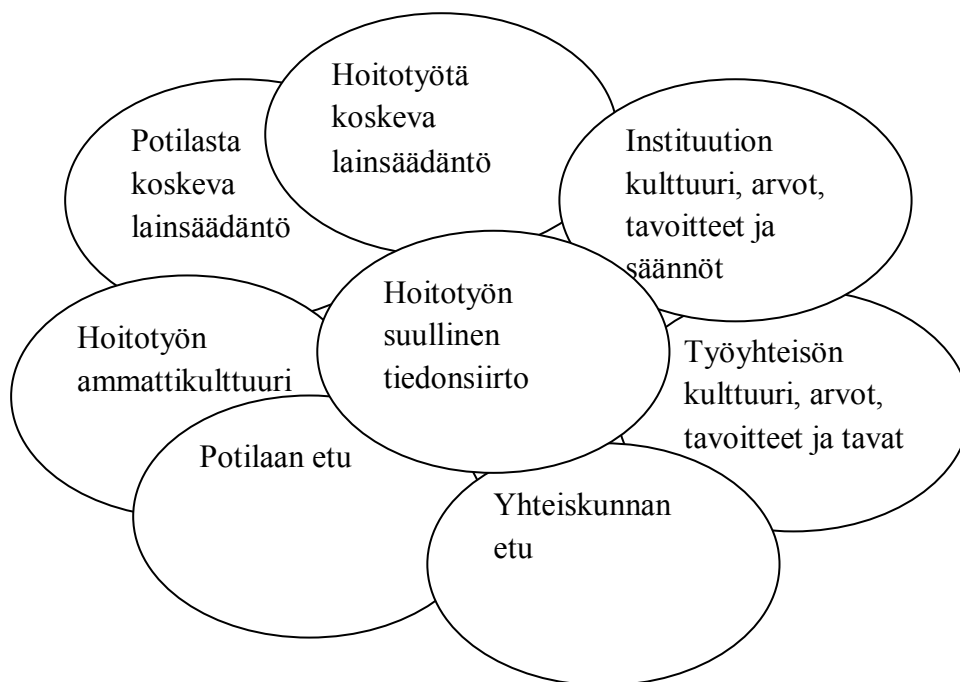 Hoitotyötä
koskeva
lainsäädäntö
Potilasta
koskeva
lainsäädäntö
Instituution
kulttuuri, arvot,
tavoitteet ja
säännöt
Hoitotyön
suullinen
tiedonsiirto
Hoitotyön
ammattikulttuuri
Työyhteisön
kulttuuri, arvot,
tavoitteet ja tavat
Potilaan etu
Yhteiskunnan
etu